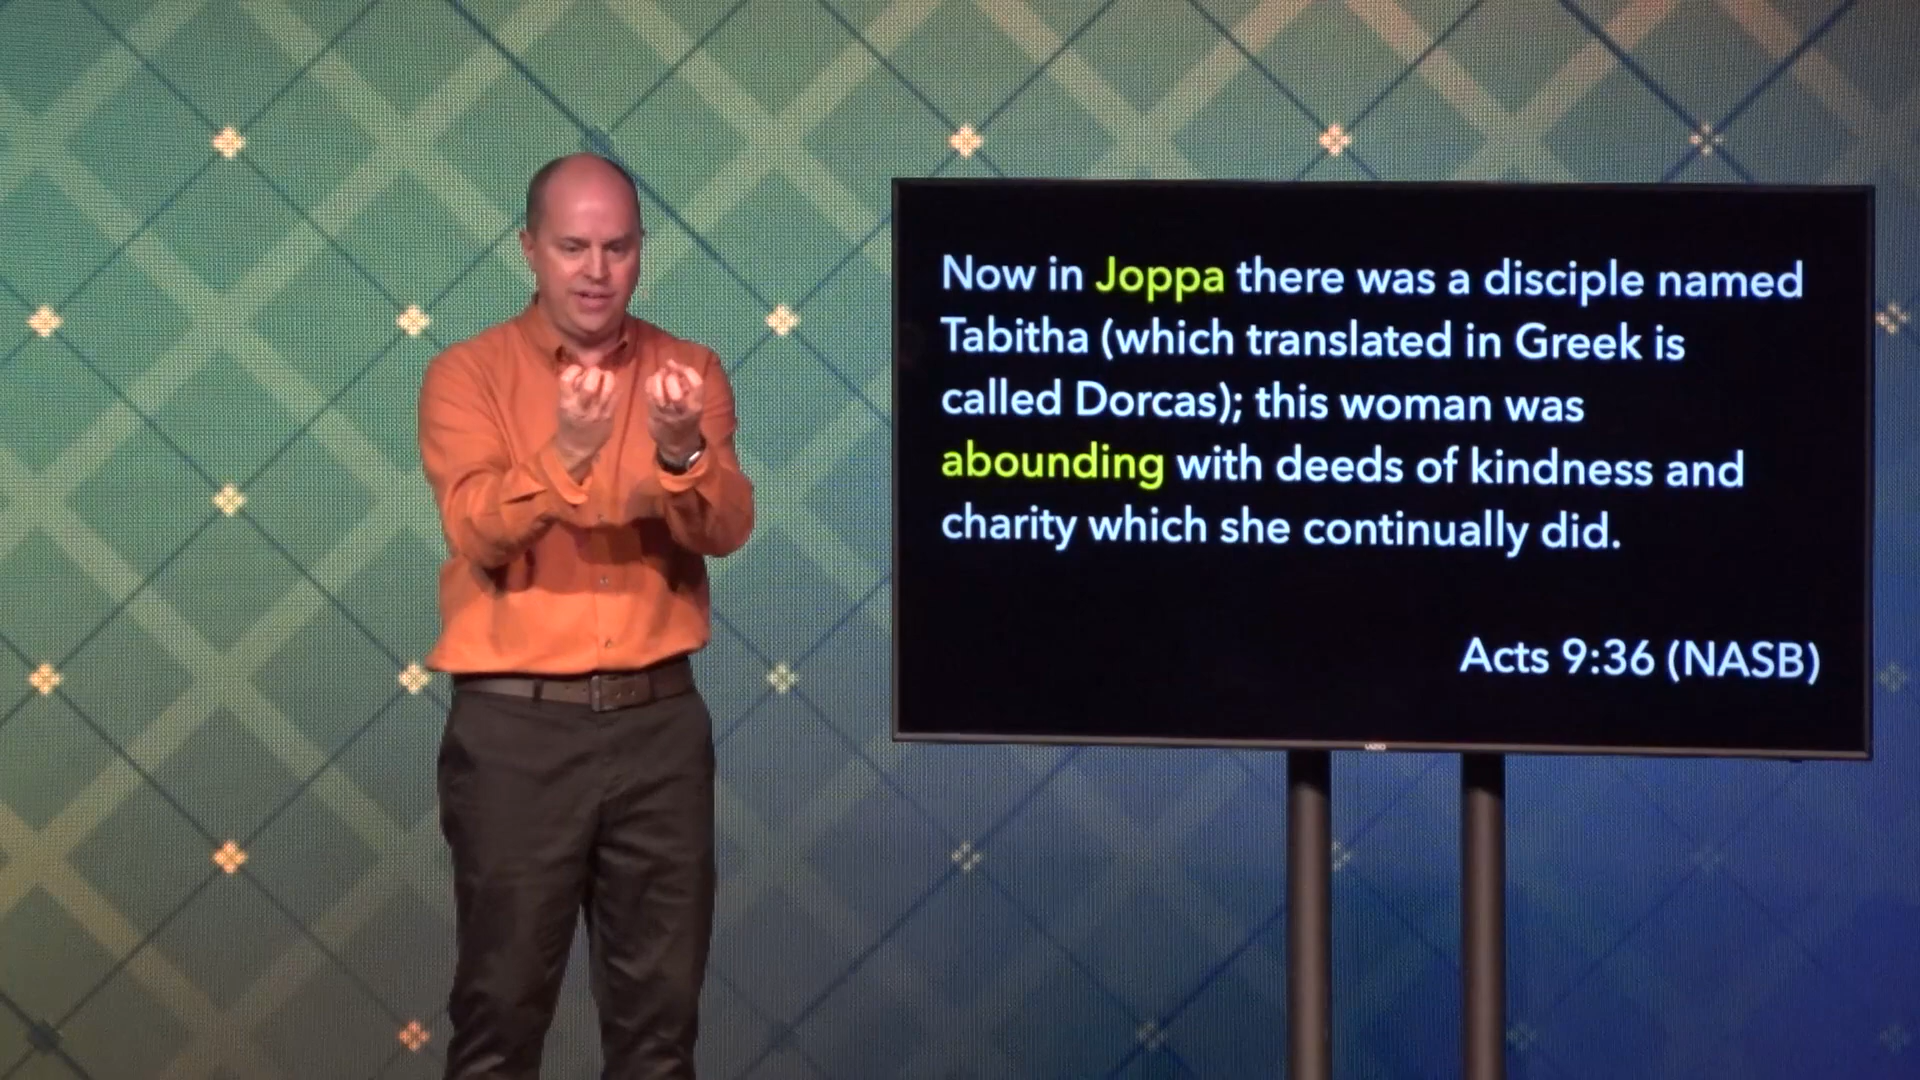 Now in Joppa there was a disciple named
Tabitha (which translated in Greek is
called Dorcas); this woman was
abounding with deeds of kindness and
charity which she continually did.
Acts 9:36 (NASB)